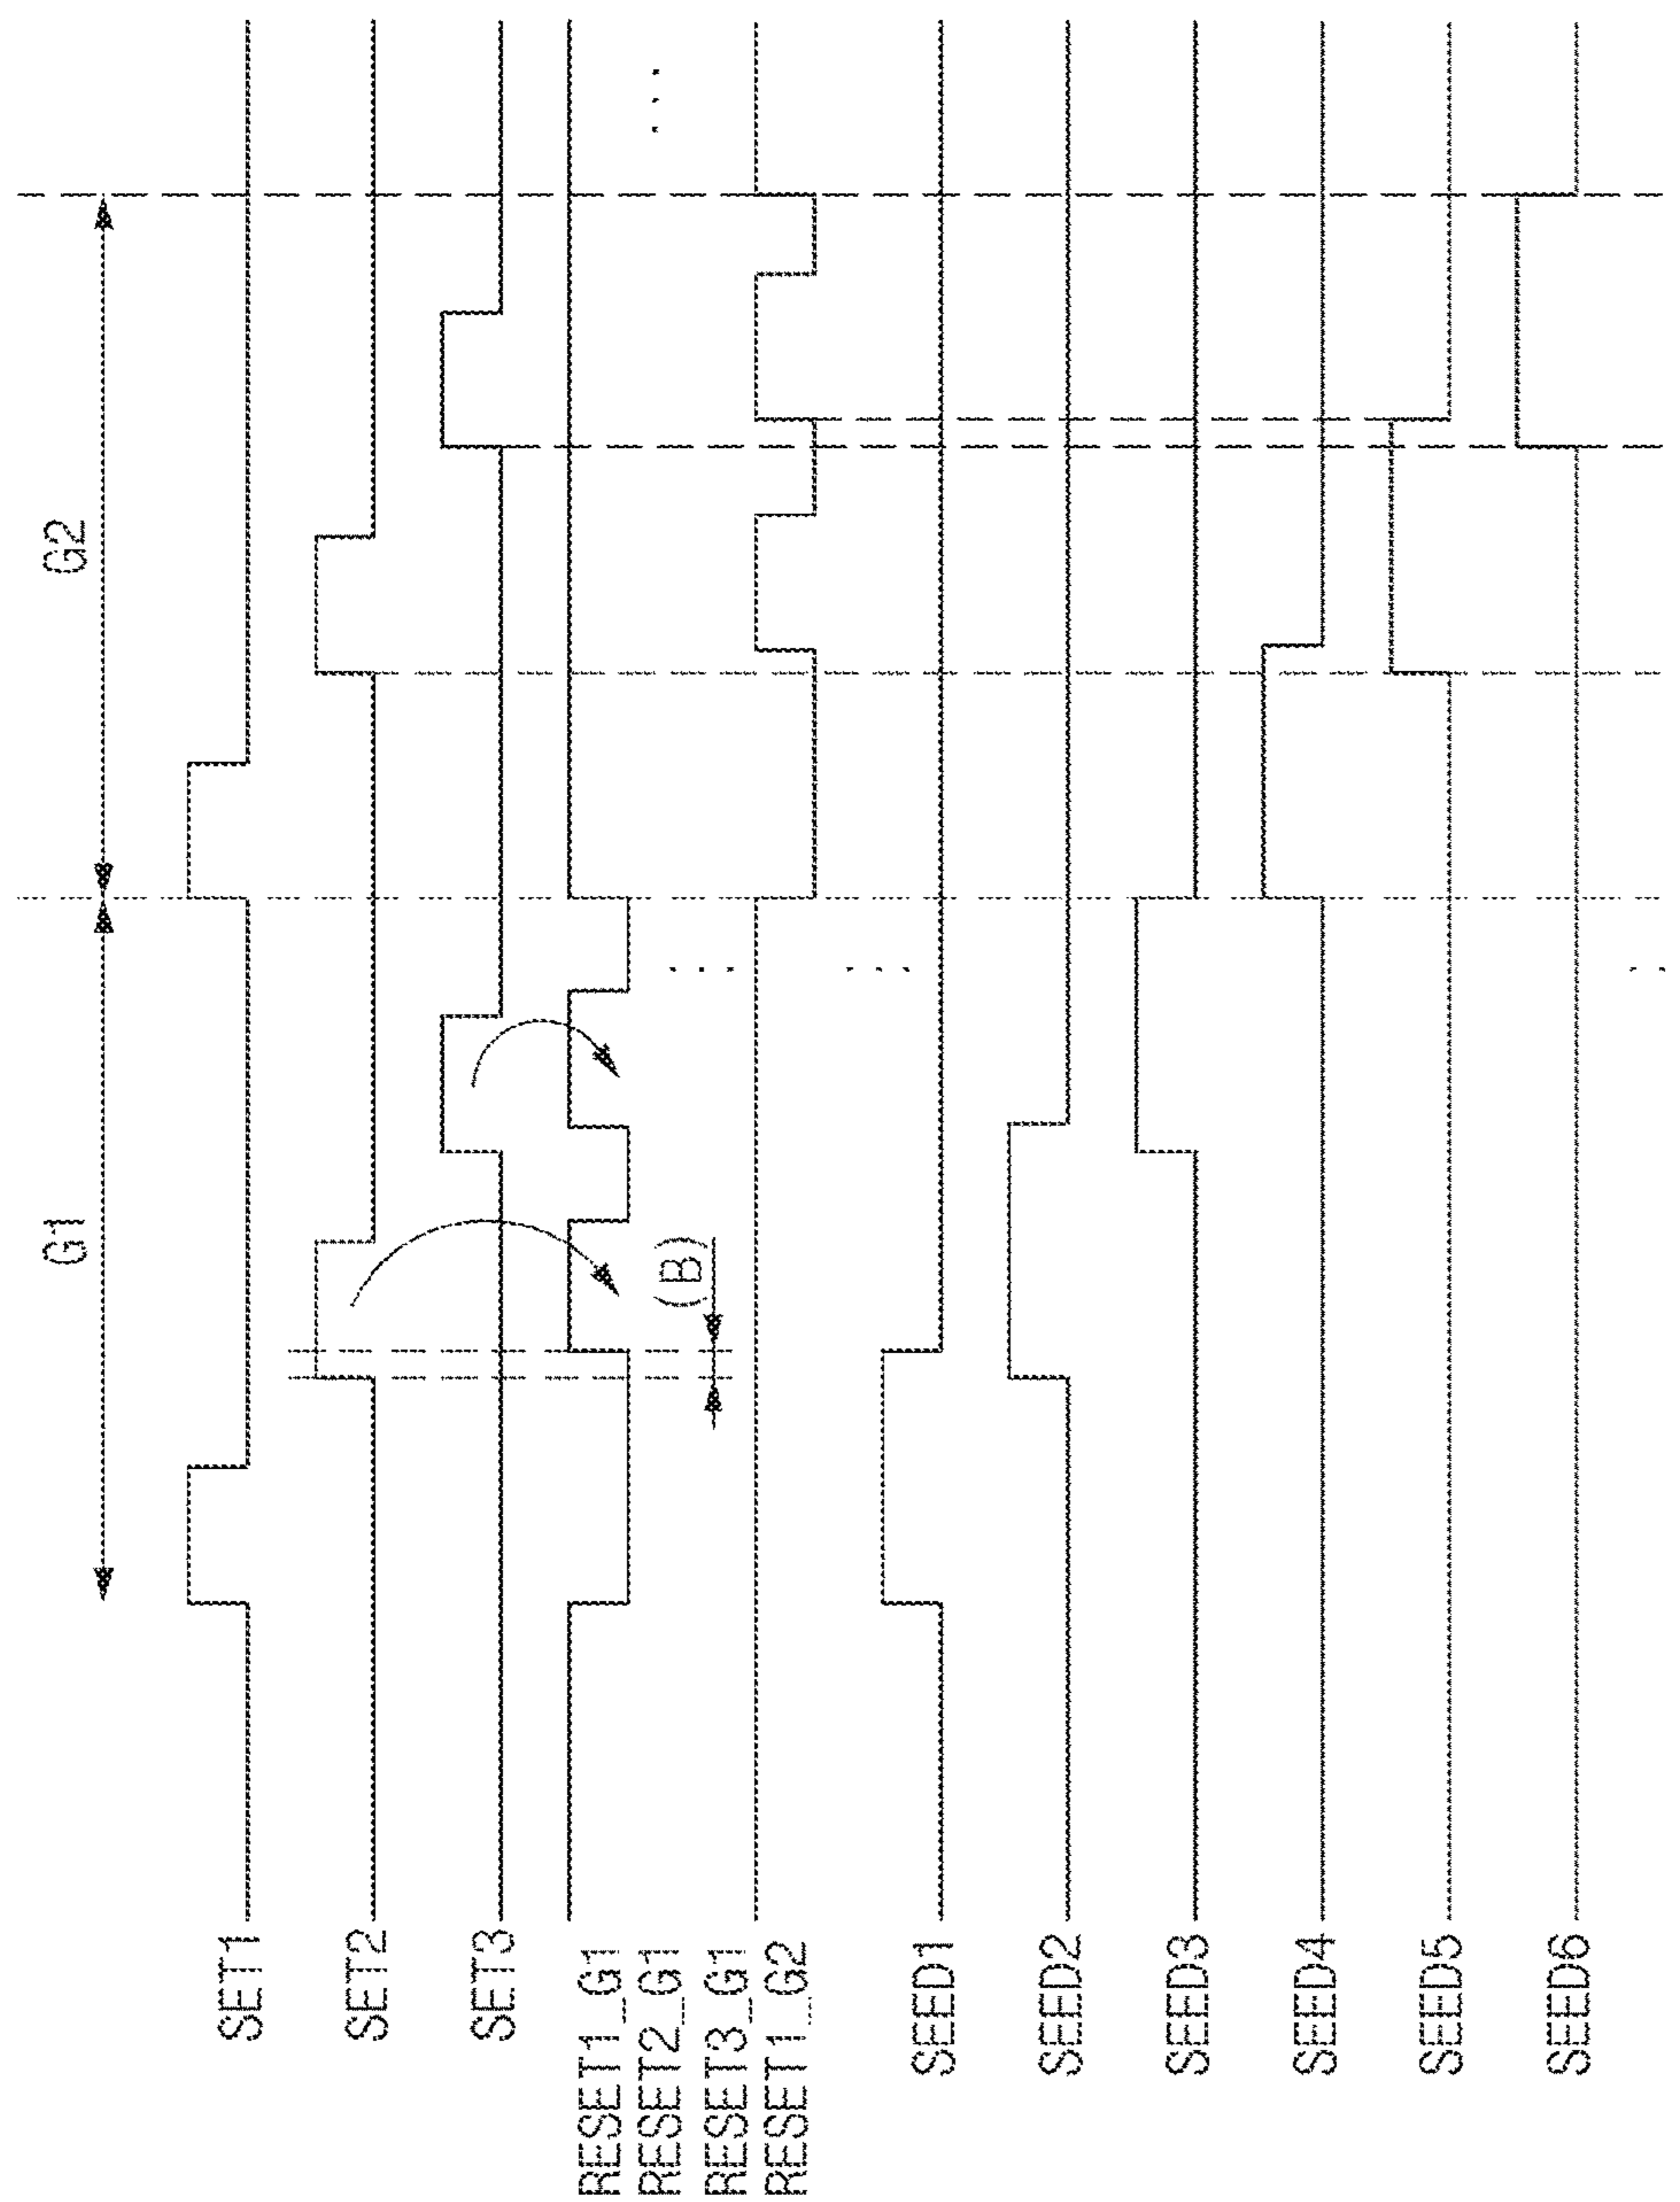 G1
G2
SET1
SET2
SET3
RESET1_G1
RESET2_G1
(B)
RESET3_G1
RESET1_G2
SEED1
SEED2
SEED3
SEED4
SEED5
SEED6